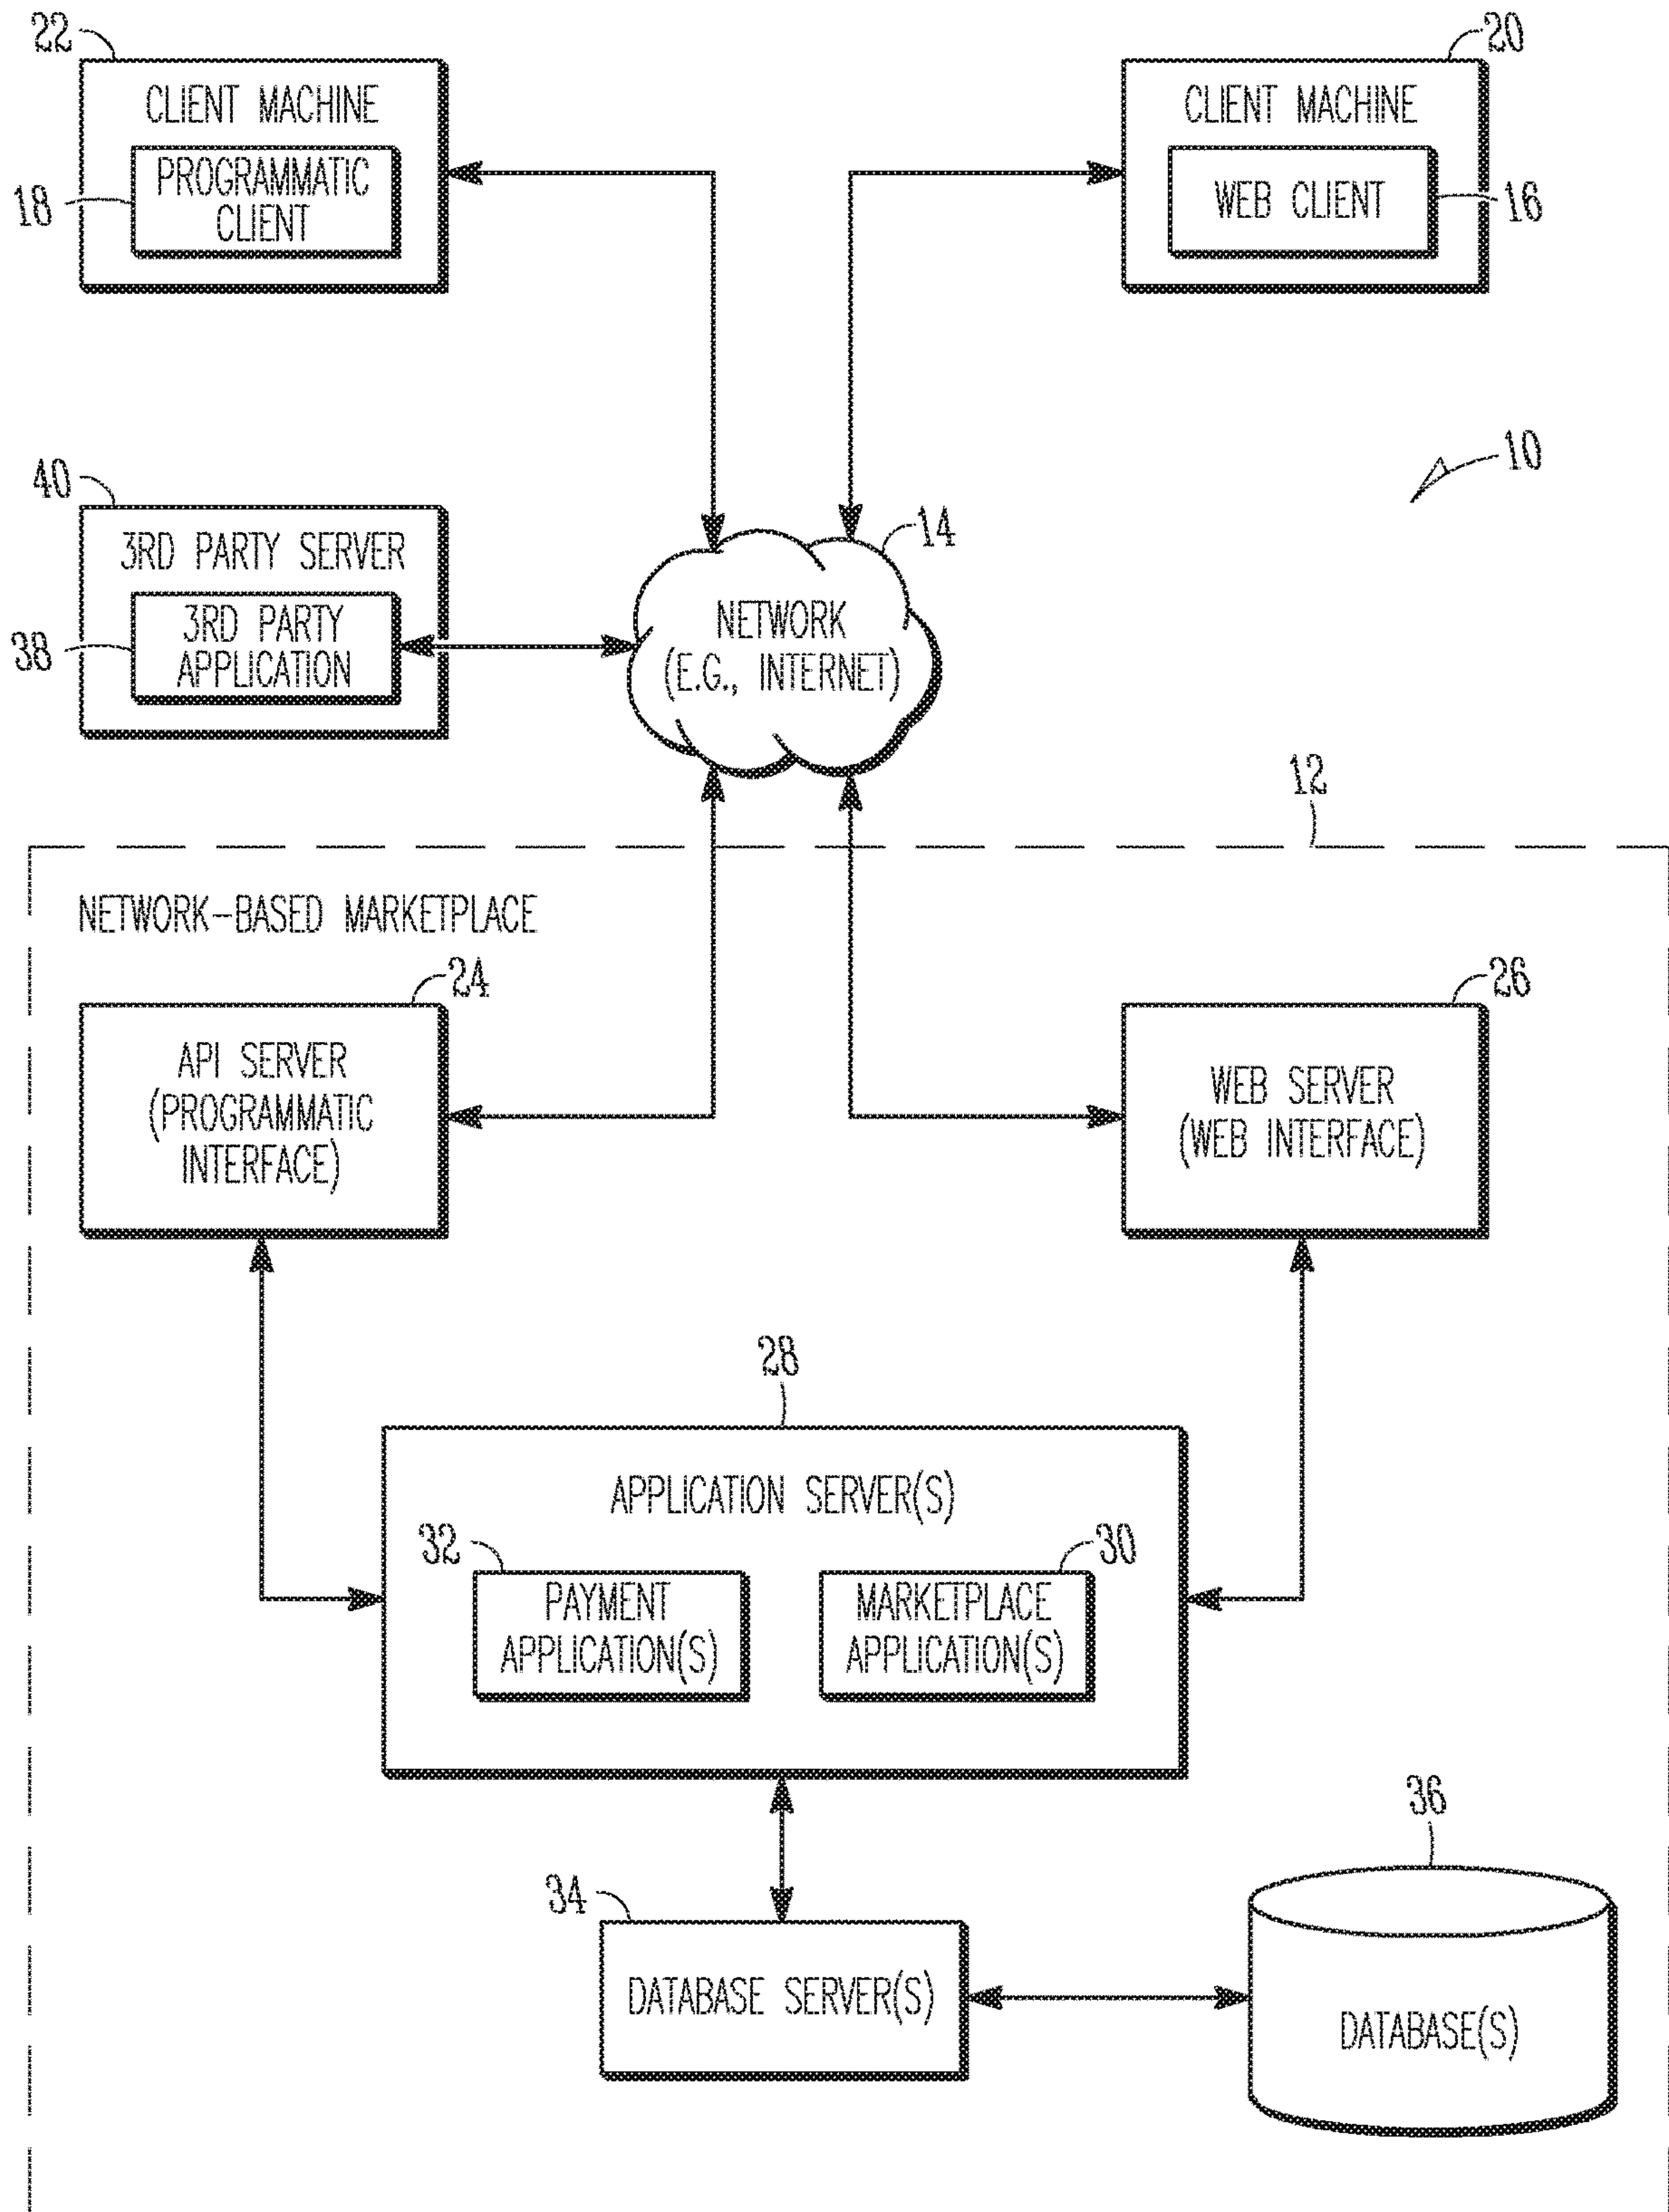 22
CLIENT MACHINE
18
PROGRAMMATIC
CLIENT
20
CLIENT MACHINE
WEB CLIENT
16
10
40
3RD PARTY SERVER
38
3RD PARTY
APPLICATION
14
NETWORK
(E.G., INTERNET)
12
NETWORK-BASED MARKETPLACE
24
API SERVER
(PROGRAMMATIC
INTERFACE)
26
WEB SERVER
(WEB INTERFACE)
28
APPLICATION SERVER(S)
32
PAYMENT
APPLICATION(S)
30
MARKETPLACE
APPLICATION(S)
34
DATABASE SERVER(S)
36
DATABASE(S)